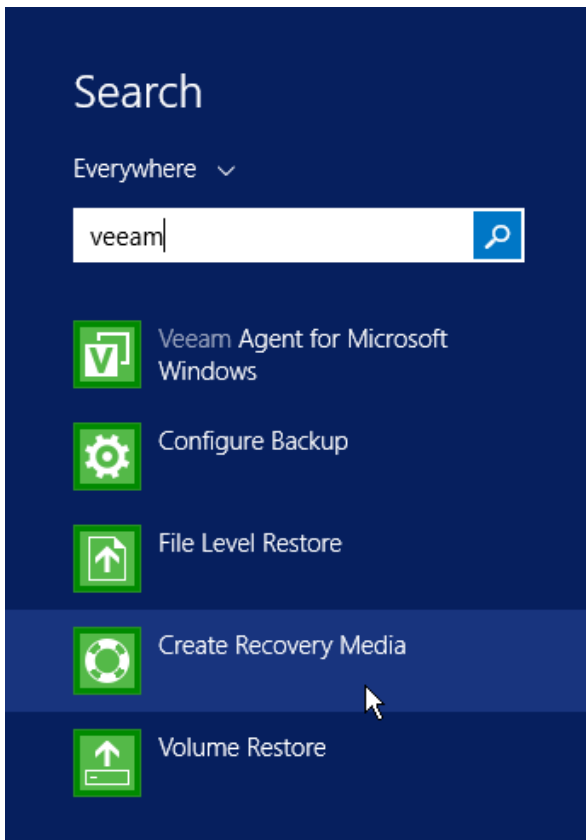 Search
Everywhere
veeam
Veeam Agent for Microsoft
Windows
Configure Backup
File Level Restore
Create Recovery Media
Volume Restore